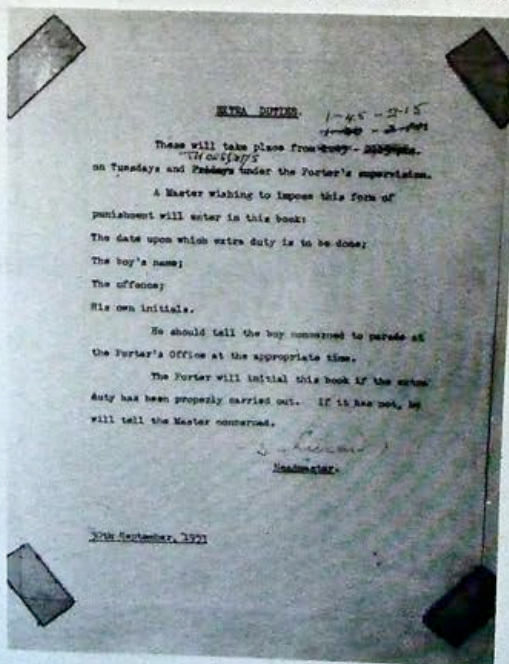 EXTRA DUTIES.
1-45 - 2-15
These will take place from
THURSDAYS
on Tuesdays and Fridays under the Porter's supervision.
A Master wishing to impose this form of
punishment will enter in this book:
The date upon which extra duty is to be done;
The boy's name;
The offence;
His own initials.
He should tell the boy concerned to parade at
the Porter's Office at the appropriate time.
The Porter will initial this book if the extra
duty has been properly carried out. If it has not, he
will tell the Master concerned.
Headmaster.
September, 1951